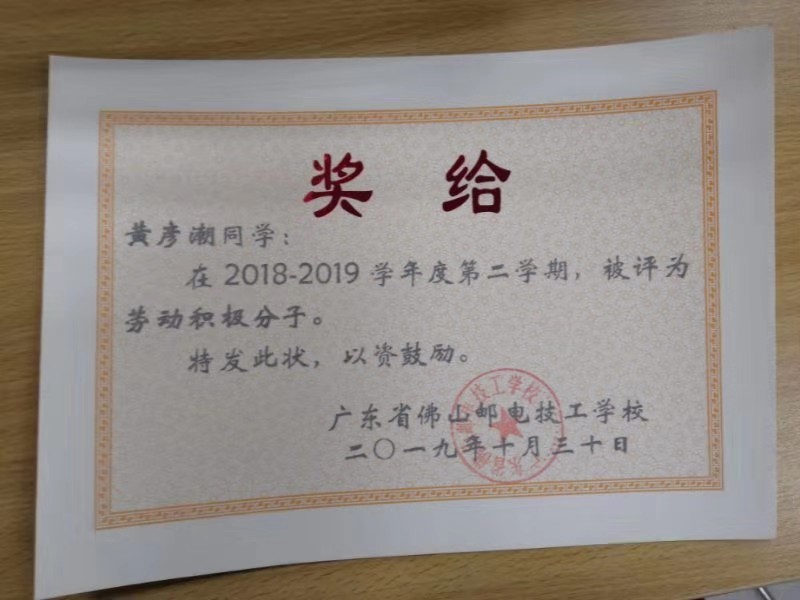 奖给
黄彦潮同学：
在 2018-2019 学年度第二学期，被评为
劳动积极分子。
特发此状，以资鼓励。
广东省佛山邮电技工学校
二〇一九年十月三十日